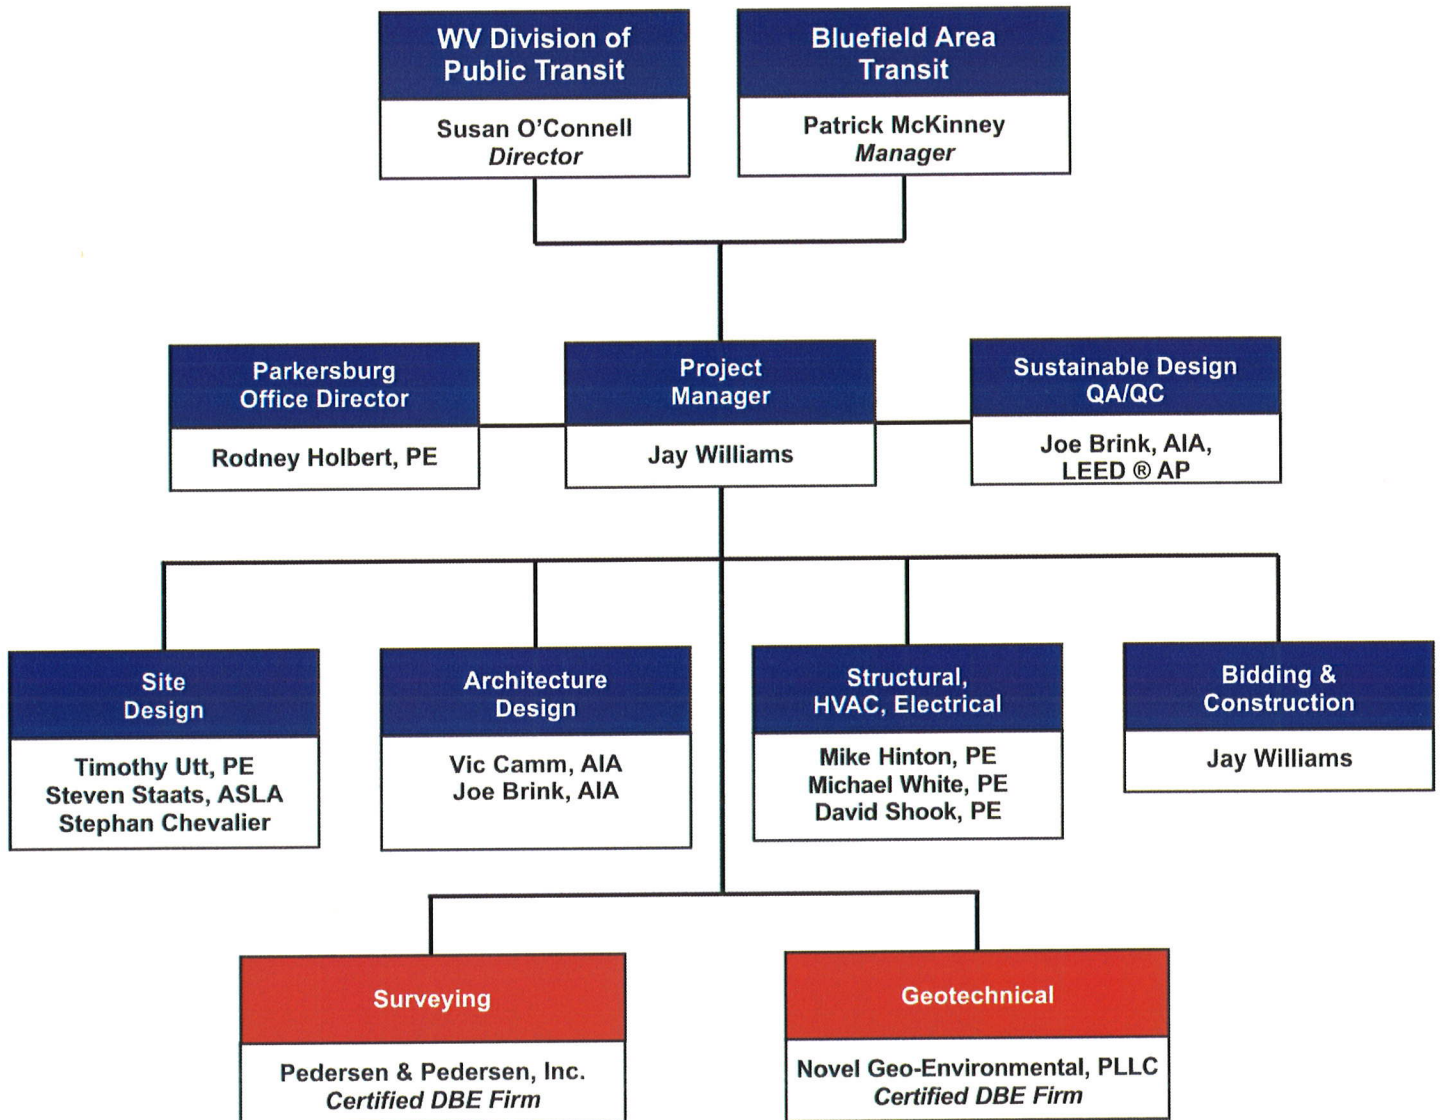 WV Division of
Public Transit
Susan O’Connell
Director
Bluefield Area
Transit
Patrick McKinney
Manager
Parkersburg
Office Director
Rodney Holbert, PE
Project
Manager
Jay Williams
Sustainable Design
QA/QC
Joe Brink, AIA,
LEED ® AP
Site
Design
Timothy Utt, PE
Steven Staats, ASLA
Stephan Chevalier
Architecture
Design
Vic Camm, AIA
Joe Brink, AIA
Structural,
HVAC, Electrical
Mike Hinton, PE
Michael White, PE
David Shook, PE
Bidding &
Construction
Jay Williams
Surveying
Pedersen & Pedersen, Inc.
Certified DBE Firm
Geotechnical
Novel Geo-Environmental, PLLC
Certified DBE Firm